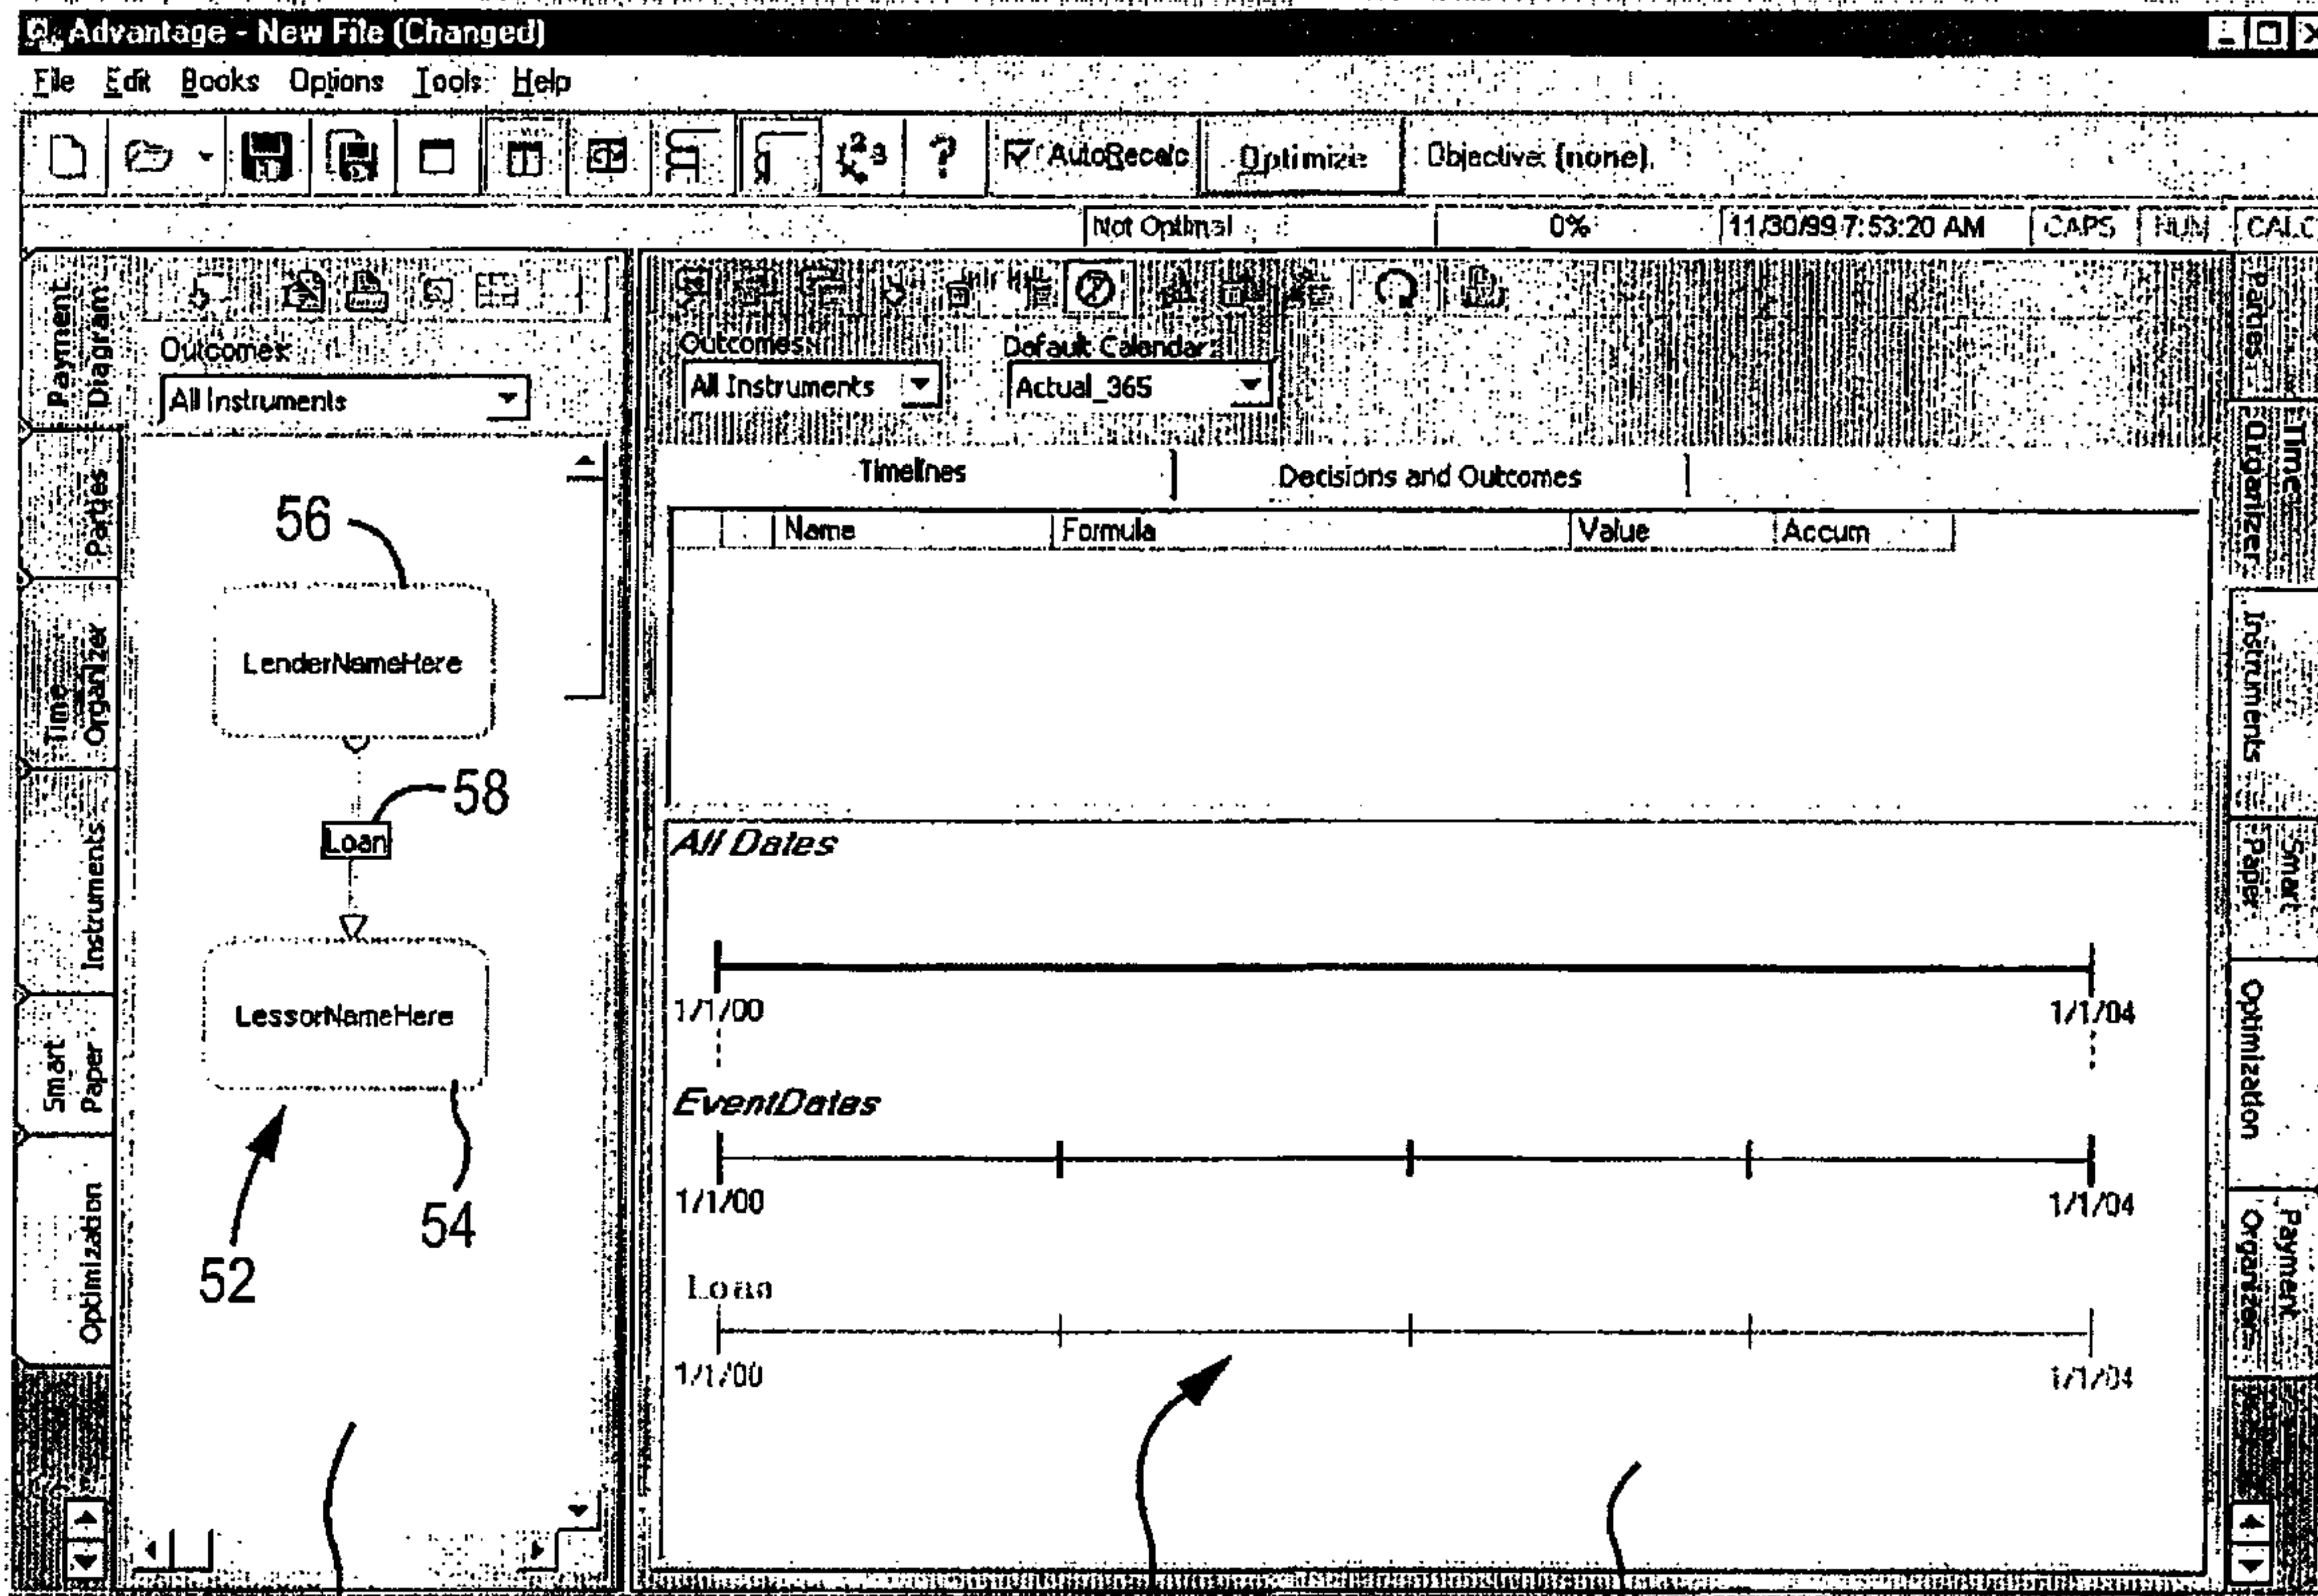 Advantage - New File (Changed)
File Edit Books Options Tools Help
AutoRecalc Optimize Objective: (none)
Not Optimal 0% 11/30/99 7:53:20 AM CAPS NUM CALC
Payment Diagram
Parties
Time Organizer
Instruments
Smart Paper
Optimization
Outcomes:
All Instruments
56
LenderNameHere
58
Loan
LessorNameHere
54
52
Outcomes: Default Calendar:
All Instruments Actual_365
Timelines Decisions and Outcomes
Name Formula Value Accum
All Dates
1/1/00 1/1/04
EventDates
1/1/00 1/1/04
Loan
1/1/00 1/1/04
Parties
Time Organizer
Instruments
Smart Paper
Optimization
Payment Organizer